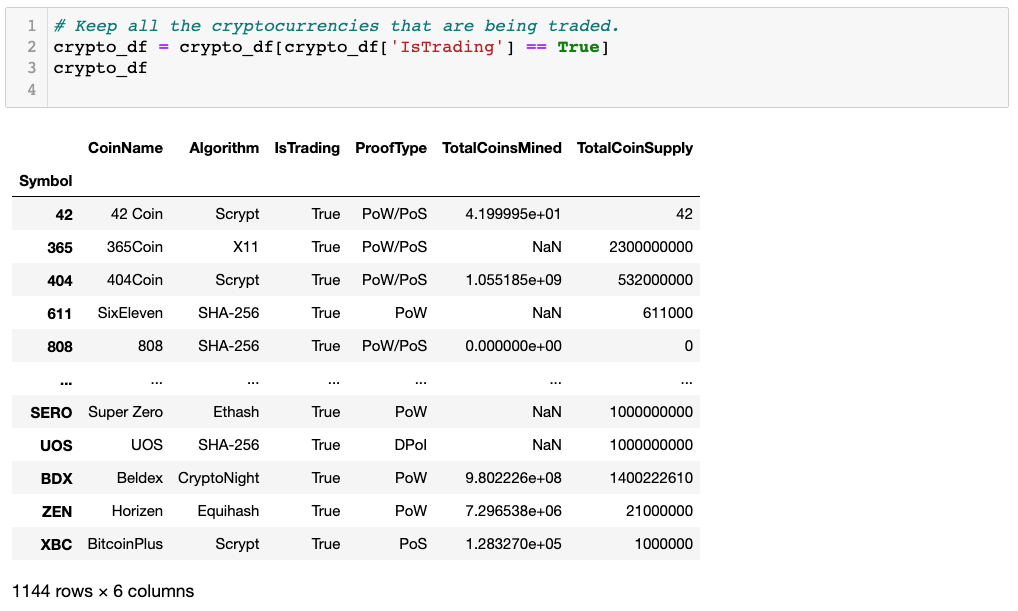 1 # Keep all the cryptocurrencies that are being traded.
2 crypto_df = crypto_df[crypto_df['IsTrading'] == True]
3 crypto_df
4
CoinName Algorithm IsTrading ProofType TotalCoinsMined TotalCoinSupply
Symbol
42 42 Coin Scrypt True PoW/PoS 4.199995e+01 42
365 365Coin X11 True PoW/PoS NaN 2300000000
404 404Coin Scrypt True PoW/PoS 1.055185e+09 532000000
611 SixEleven SHA-256 True PoW NaN 611000
808 808 SHA-256 True PoW/PoS 0.000000e+00 0
... ... ... ... ... ... ...
SERO Super Zero Ethash True PoW NaN 1000000000
UOS UOS SHA-256 True DPoI NaN 1000000000
BDX Beldex CryptoNight True PoW 9.802226e+08 1400222610
ZEN Horizen Equihash True PoW 7.296538e+06 21000000
XBC BitcoinPlus Scrypt True PoS 1.283270e+05 1000000
1144 rows × 6 columns